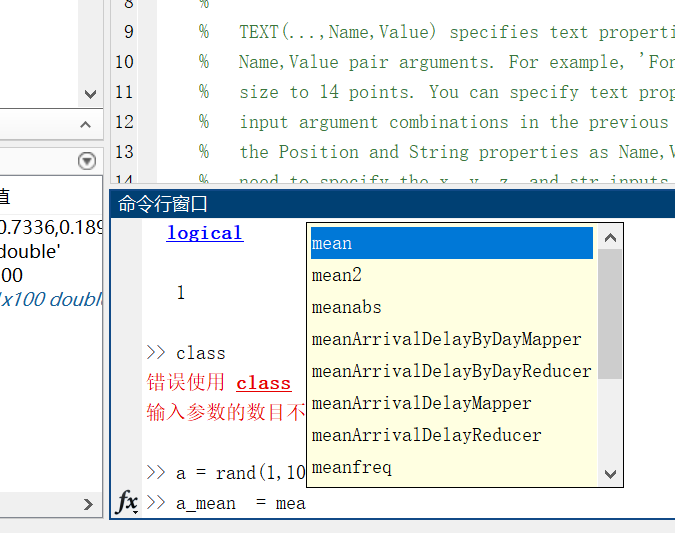 8 %
9 % TEXT(...,Name,Value) specifies text properti
10 % Name,Value pair arguments. For example, 'For
11 % size to 14 points. You can specify text prop
12 % input argument combinations in the previous
13 % the Position and String properties as Name,V
14 % need to specify the x, y, z, and str inputs
值
0.7336,0.189
double'
00
1x100 doubl
命令行窗口
logical
1
>> class
错误使用 class
输入参数的数目不
>> a = rand(1,10
fx >> a_mean = mea
mean
mean2
meanabs
meanArrivalDelayByDayMapper
meanArrivalDelayByDayReducer
meanArrivalDelayMapper
meanArrivalDelayReducer
meanfreq